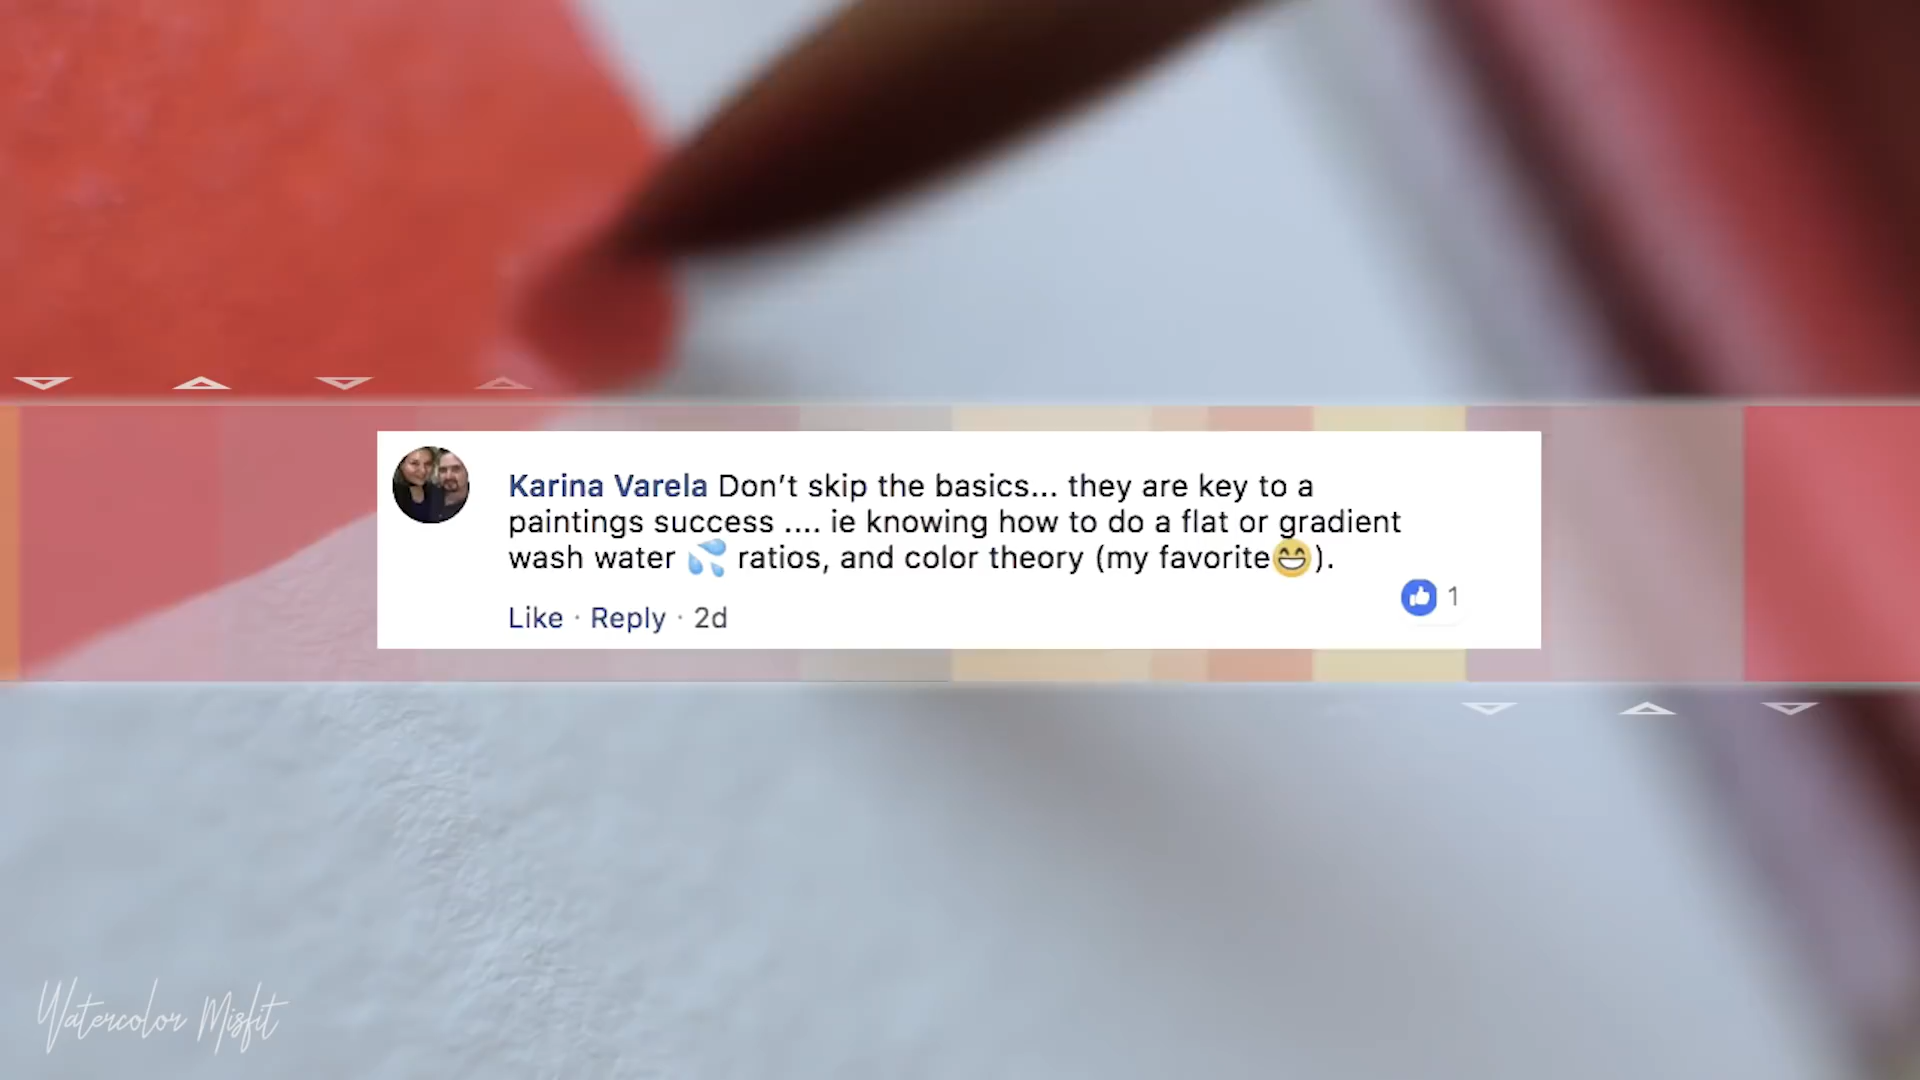 Karina Varela Don't skip the basics... they are key to a
paintings success .... ie knowing how to do a flat or gradient
wash water 💦 ratios, and color theory (my favorite😄).
Like · Reply · 2d
1
Watercolor Misfit